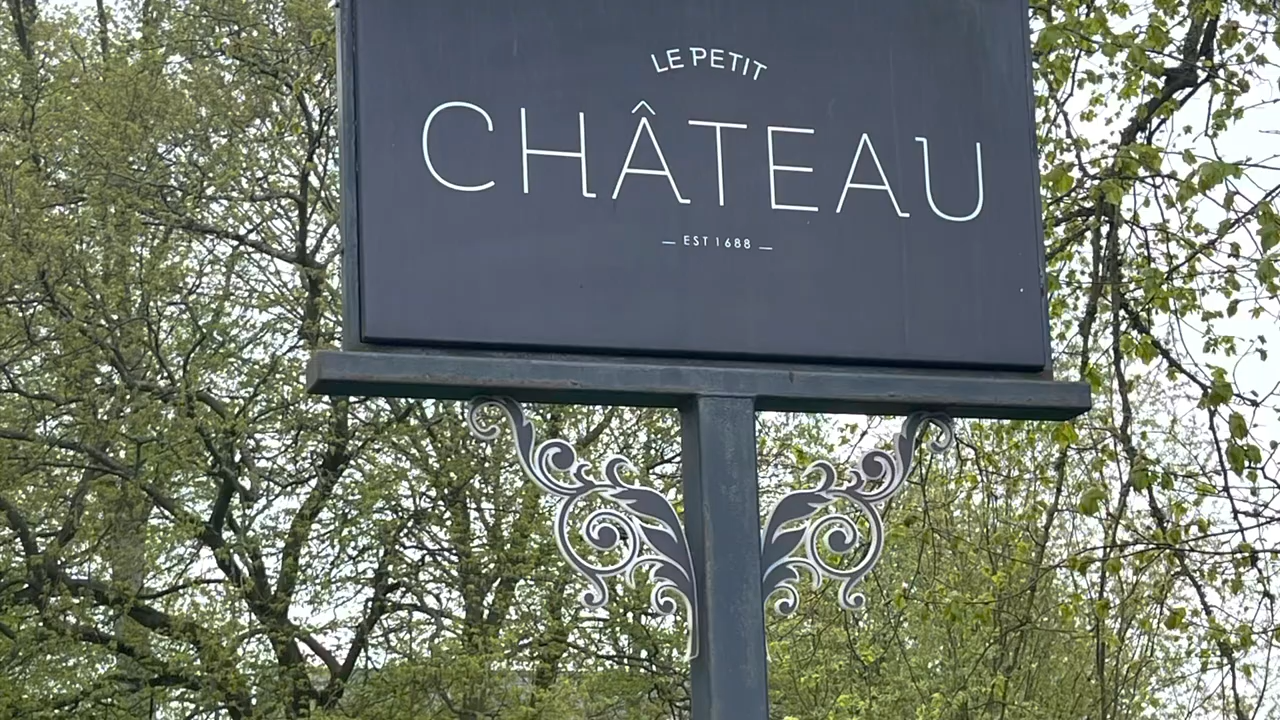 LE PETIT
CHÂTEAU
— EST 1688 —